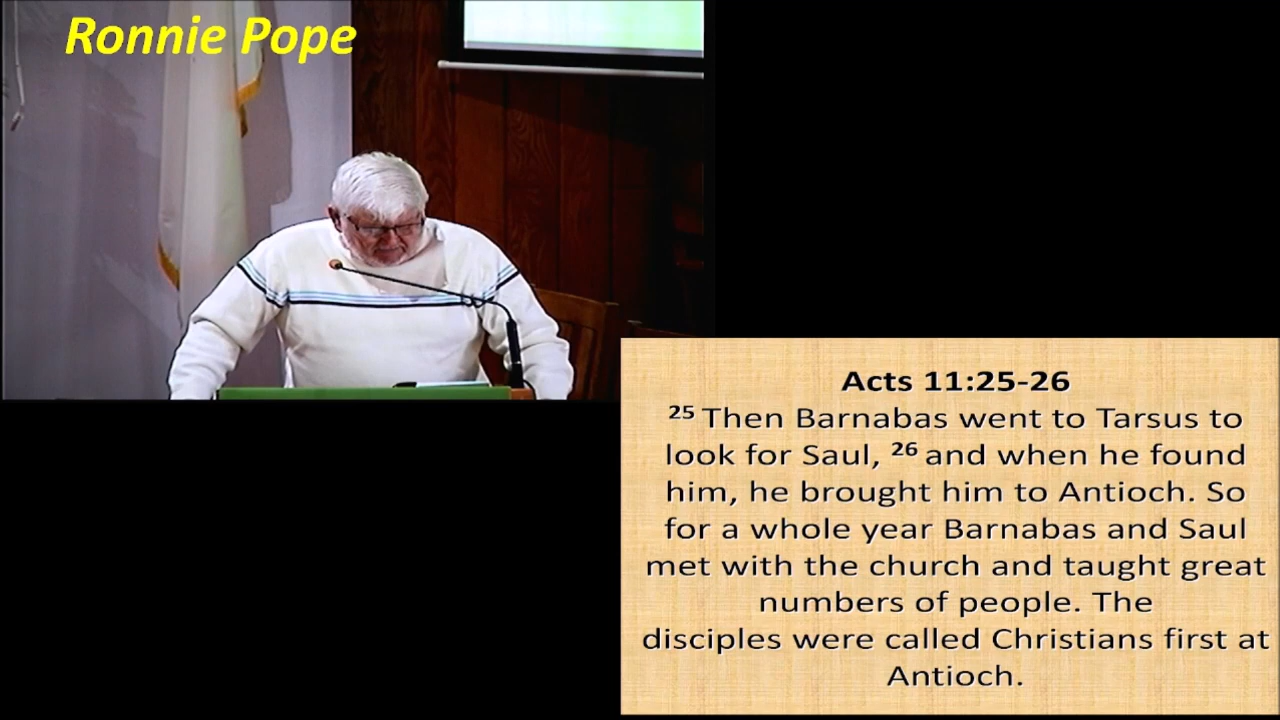 Ronnie Pope
Acts 11:25-26
25 Then Barnabas went to Tarsus to
look for Saul, 26 and when he found
him, he brought him to Antioch. So
for a whole year Barnabas and Saul
met with the church and taught great
numbers of people. The
disciples were called Christians first at
Antioch.